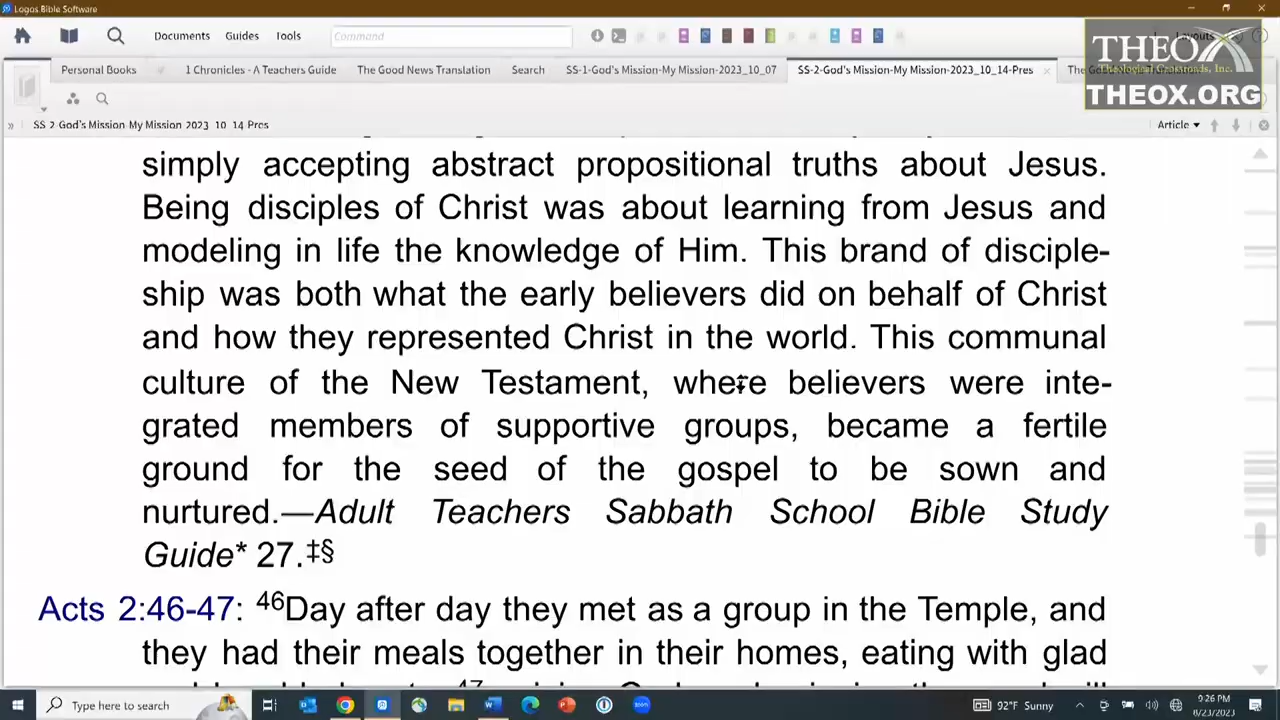 Logos Bible Software
Documents Guides Tools Command Layouts
THEOX
Theological Crossroads, Inc.
THEOX.ORG
Personal Books 1 Chronicles - A Teachers Guide The Good News Search SS-1-God's Mission-My Mission-2023_10_07 SS-2-God's Mission-My Mission-2023_10_14-Pres
SS-2-God's Mission-My Mission-2023_10_14-Pres Article
simply accepting abstract propositional truths about Jesus.
Being disciples of Christ was about learning from Jesus and
modeling in life the knowledge of Him. This brand of disciple-
ship was both what the early believers did on behalf of Christ
and how they represented Christ in the world. This communal
culture of the New Testament, where believers were inte-
grated members of supportive groups, became a fertile
ground for the seed of the gospel to be sown and
nurtured.—Adult Teachers Sabbath School Bible Study
Guide* 27.‡§
Acts 2:46-47: 46Day after day they met as a group in the Temple, and
they had their meals together in their homes, eating with glad
Type here to search 92°F Sunny 9:26 PM
8/23/2023